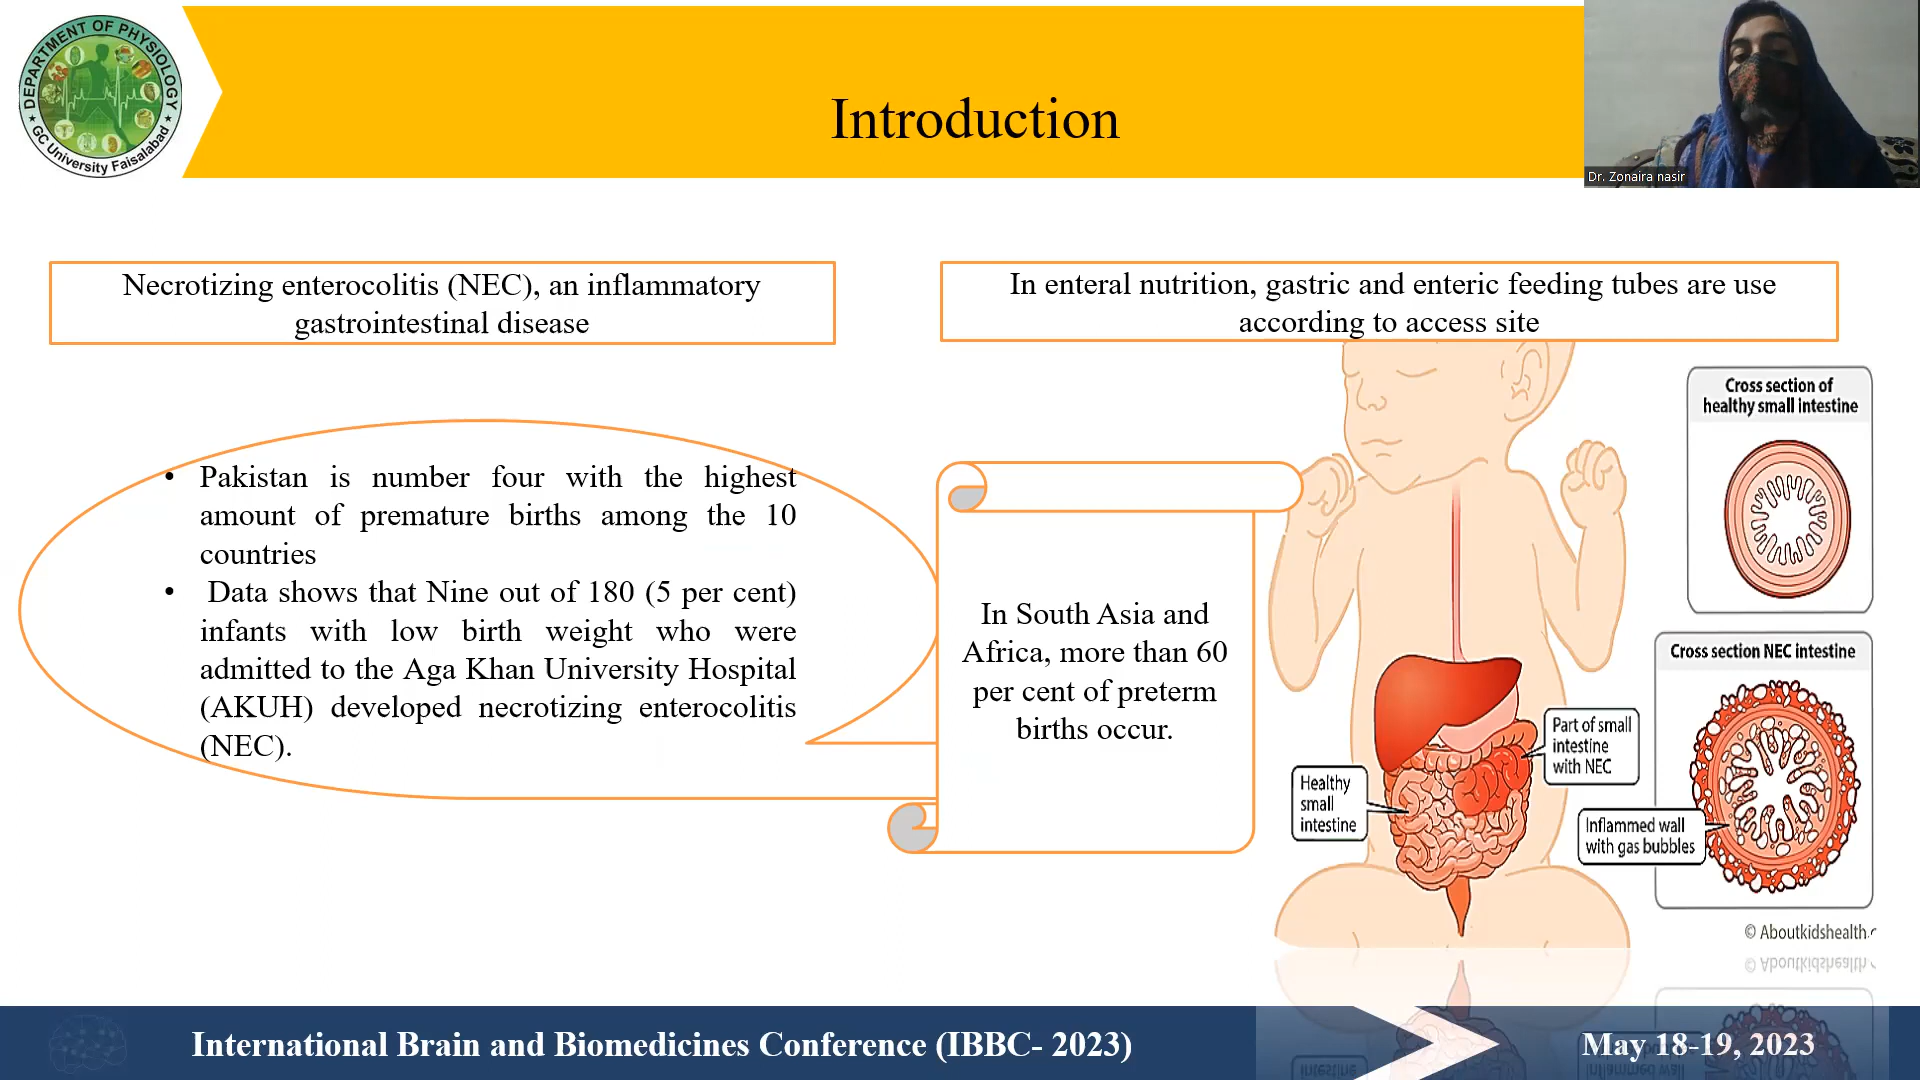 DEPARTMENT OF PHYSIOLOGY
GC University Faisalabad
Introduction
Dr. Zonaira nasir
Necrotizing enterocolitis (NEC), an inflammatory
gastrointestinal disease
In enteral nutrition, gastric and enteric feeding tubes are use
according to access site
• Pakistan is number four with the highest
amount of premature births among the 10
countries
• Data shows that Nine out of 180 (5 per cent)
infants with low birth weight who were
admitted to the Aga Khan University Hospital
(AKUH) developed necrotizing enterocolitis
(NEC).
In South Asia and
Africa, more than 60
per cent of preterm
births occur.
Cross section of
healthy small intestine
Cross section NEC intestine
Part of small
intestine
with NEC
Healthy
small
intestine
Inflammed wall
with gas bubbles
© Aboutkidshealth.c
International Brain and Biomedicines Conference (IBBC- 2023)
May 18-19, 2023